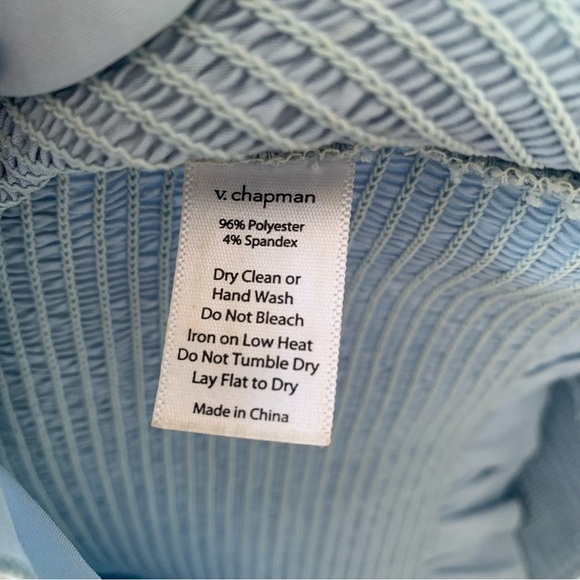 v. chapman
96% Polyester
4% Spandex
Dry Clean or
Hand Wash
Do Not Bleach
Iron on Low Heat
Do Not Tumble Dry
Lay Flat to Dry
Made in China